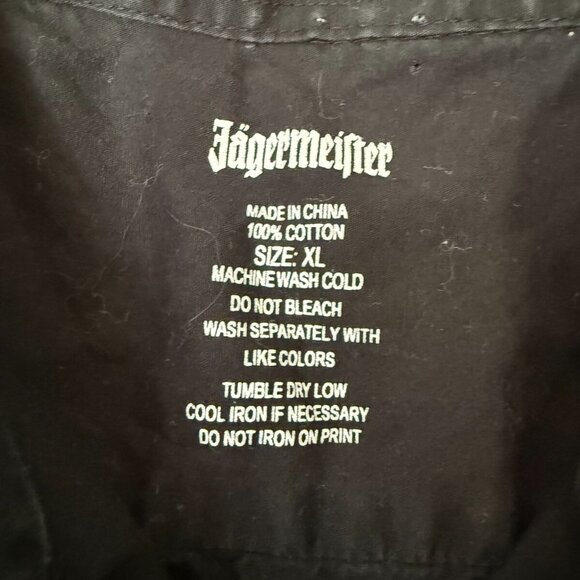 Jägermeiſter
MADE IN CHINA
100% COTTON
SIZE: XL
MACHINE WASH COLD
DO NOT BLEACH
WASH SEPARATELY WITH
LIKE COLORS
TUMBLE DRY LOW
COOL IRON IF NECESSARY
DO NOT IRON ON PRINT